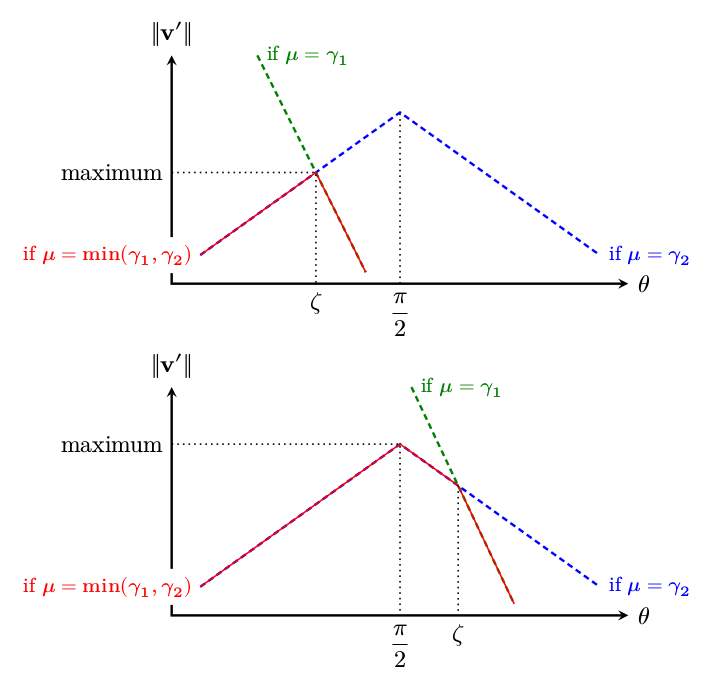 ‖v′‖
if μ = γ₁
maximum
if μ = min(γ₁, γ₂)
if μ = γ₂
θ
ζ
π
2
‖v′‖
if μ = γ₁
maximum
if μ = min(γ₁, γ₂)
if μ = γ₂
θ
π
2
ζ